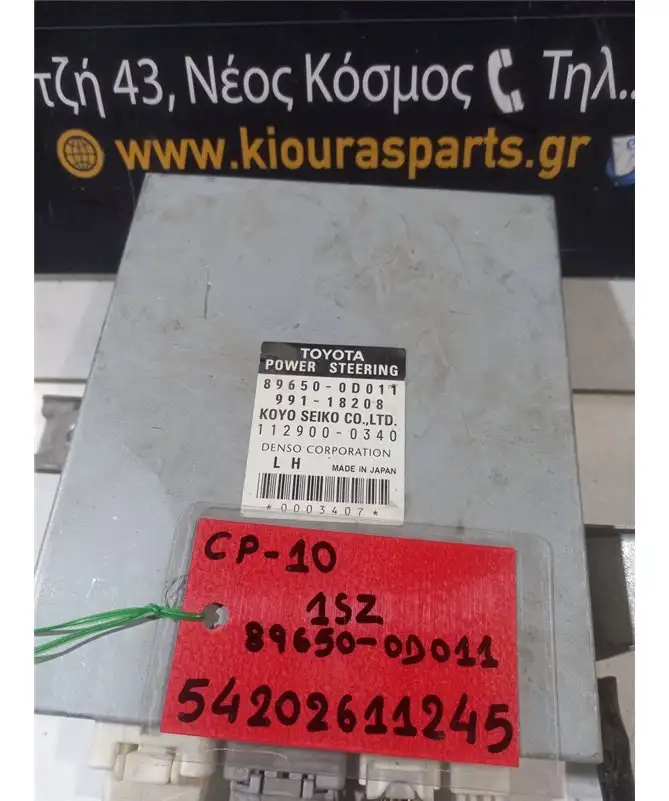 τζή 43, Νέος Κόσμος Τηλ..
www.kiourasparts.gr
TOYOTA
POWER STEERING
89650-0D011
991-18208
KOYO SEIKO CO.,LTD.
112900-0340
DENSO CORPORATION
LH MADE IN JAPAN
*0003407*
CP-10
1SZ
89650-0D011
54202611245